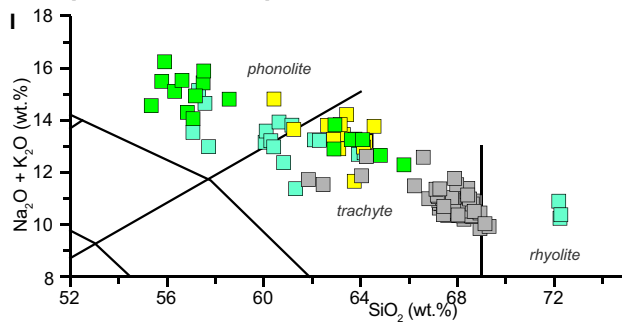 I
18
16
14
12
10
8
Na2O + K2O (wt.%)
phonolite
trachyte
rhyolite
52
56
60
64
68
72
SiO2 (wt.%)